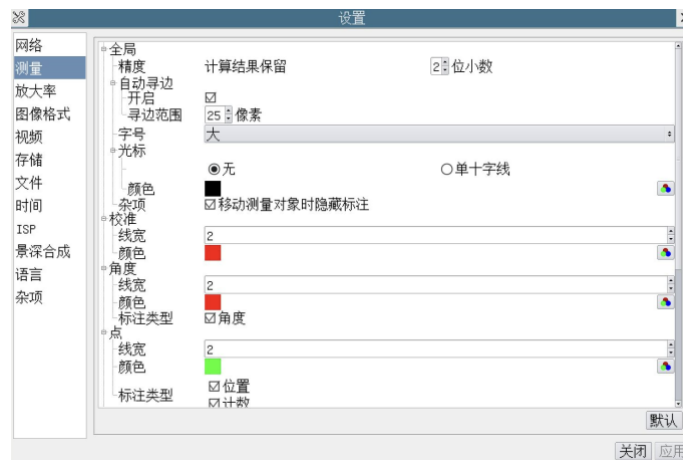 设置
网络
测量
放大率
图像格式
视频
存储
文件
时间
ISP
景深合成
语言
杂项
全局
精度 计算结果保留 2 位小数
自动寻边
开启
寻边范围 25 像素
字号 大
光标
无 单十字线
颜色
杂项 移动测量对象时隐藏标注
校准
线宽 2
颜色
角度
线宽 2
颜色
标注类型 角度
点
线宽 2
颜色
标注类型 位置
计数
默认
关闭 应用